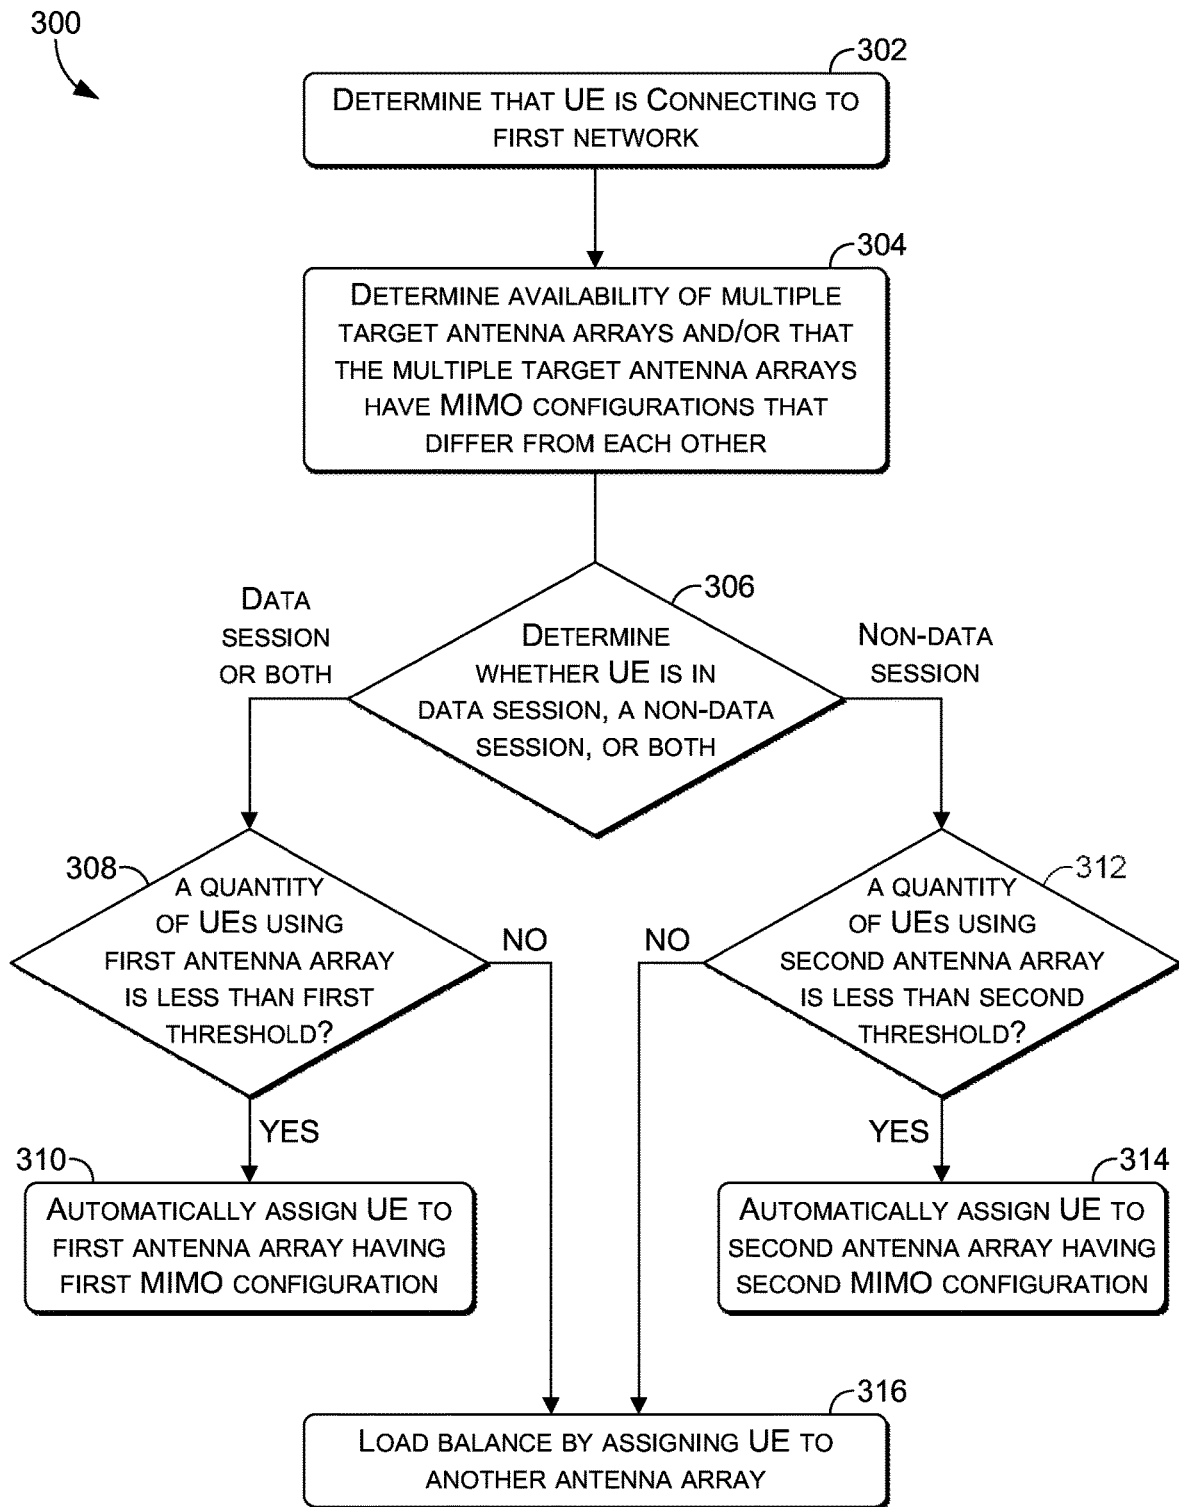 300
302
DETERMINE THAT UE IS CONNECTING TO
FIRST NETWORK
304
DETERMINE AVAILABILITY OF MULTIPLE
TARGET ANTENNA ARRAYS AND/OR THAT
THE MULTIPLE TARGET ANTENNA ARRAYS
HAVE MIMO CONFIGURATIONS THAT
DIFFER FROM EACH OTHER
306
DATA
SESSION
OR BOTH
DETERMINE
WHETHER UE IS IN
DATA SESSION, A NON-DATA
SESSION, OR BOTH
NON-DATA
SESSION
308
A QUANTITY
OF UES USING
FIRST ANTENNA ARRAY
IS LESS THAN FIRST
THRESHOLD?
NO
YES
312
A QUANTITY
OF UES USING
SECOND ANTENNA ARRAY
IS LESS THAN SECOND
THRESHOLD?
NO
YES
310
AUTOMATICALLY ASSIGN UE TO
FIRST ANTENNA ARRAY HAVING
FIRST MIMO CONFIGURATION
314
AUTOMATICALLY ASSIGN UE TO
SECOND ANTENNA ARRAY HAVING
SECOND MIMO CONFIGURATION
316
LOAD BALANCE BY ASSIGNING UE TO
ANOTHER ANTENNA ARRAY